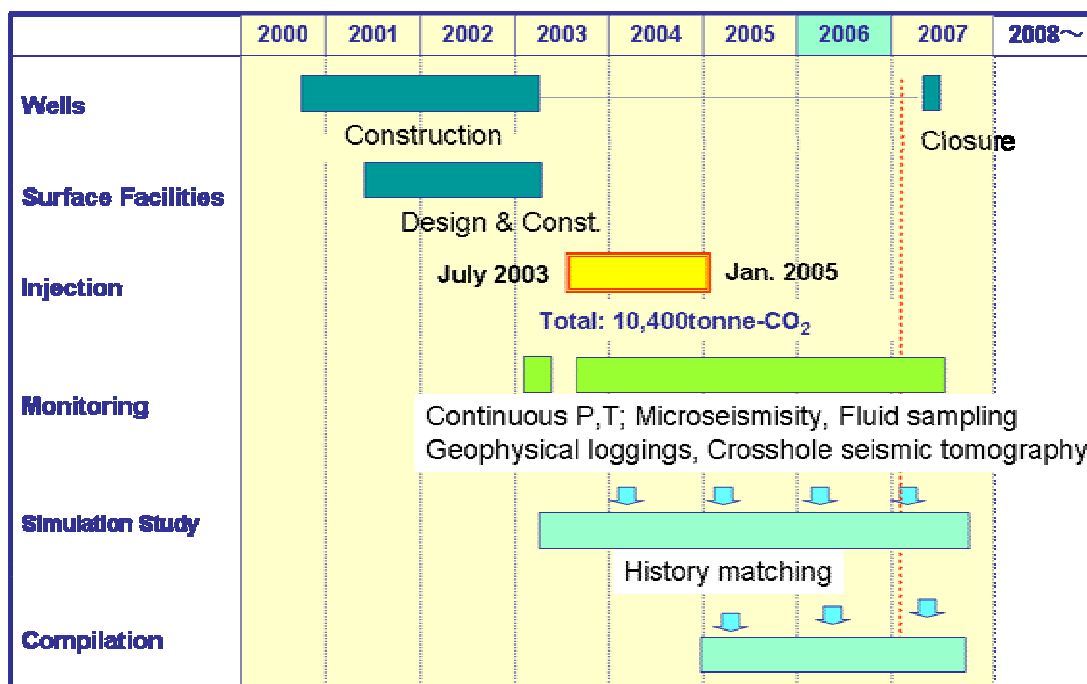 2000 2001 2002 2003 2004 2005 2006 2007 2008～
Wells
Construction
Closure
Surface Facilities
Design & Const.
July 2003
Jan. 2005
Injection
Total: 10,400tonne-CO₂
Monitoring
Continuous P,T; Microseismisity, Fluid sampling
Geophysical loggings, Crosshole seismic tomography
Simulation Study
History matching
Compilation